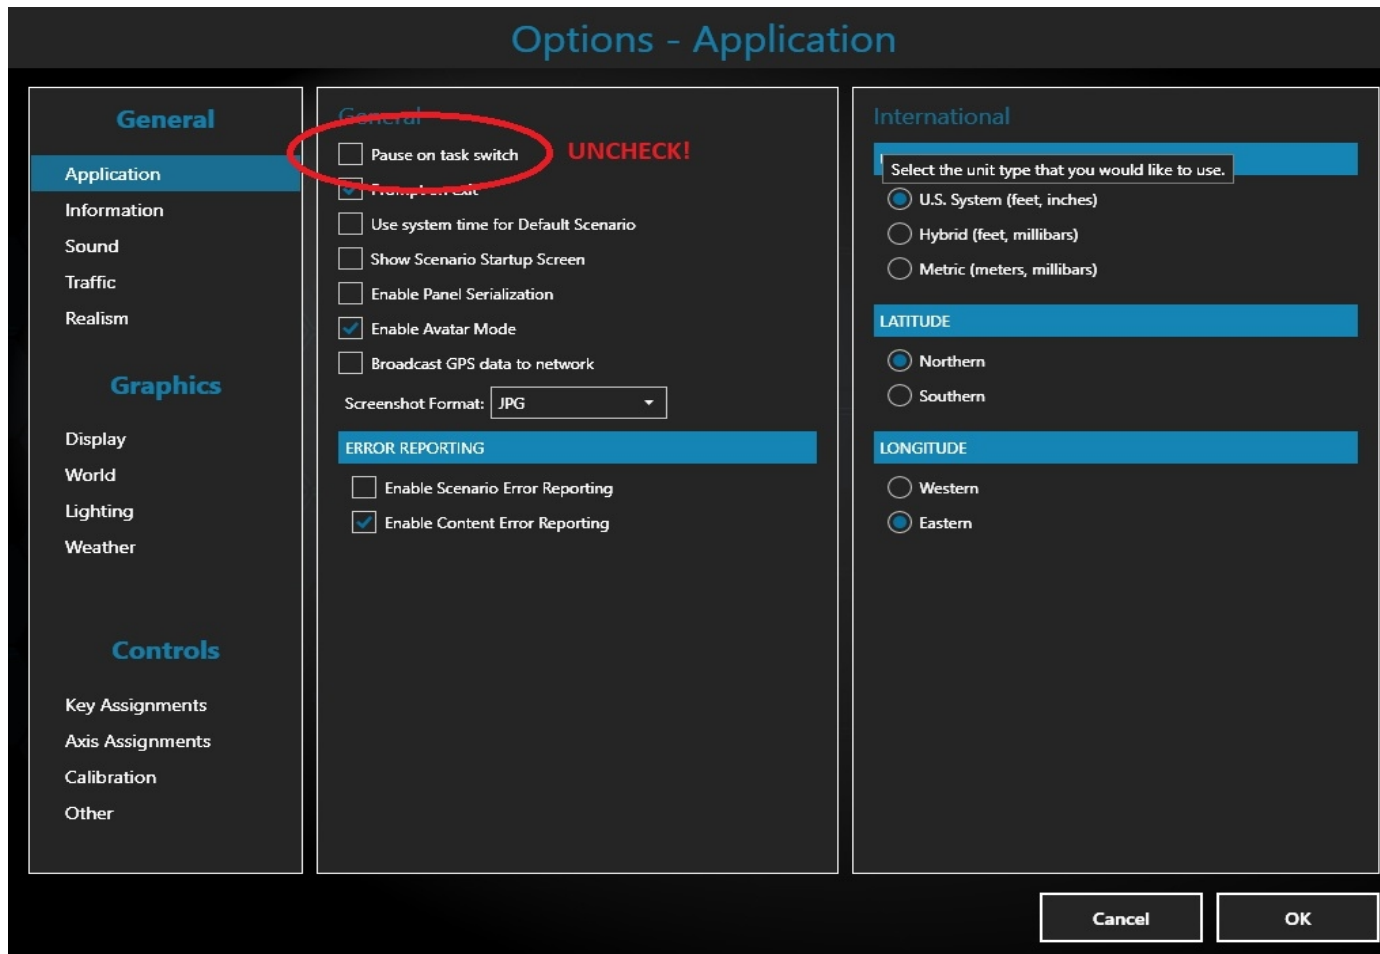 Options - Application
General
Application
Information
Sound
Traffic
Realism
Graphics
Display
World
Lighting
Weather
Controls
Key Assignments
Axis Assignments
Calibration
Other
General
Pause on task switch
UNCHECK!
Prompt on exit
Use system time for Default Scenario
Show Scenario Startup Screen
Enable Panel Serialization
Enable Avatar Mode
Broadcast GPS data to network
Screenshot Format: JPG
ERROR REPORTING
Enable Scenario Error Reporting
Enable Content Error Reporting
International
Select the unit type that you would like to use.
U.S. System (feet, inches)
Hybrid (feet, millibars)
Metric (meters, millibars)
LATITUDE
Northern
Southern
LONGITUDE
Western
Eastern
Cancel
OK